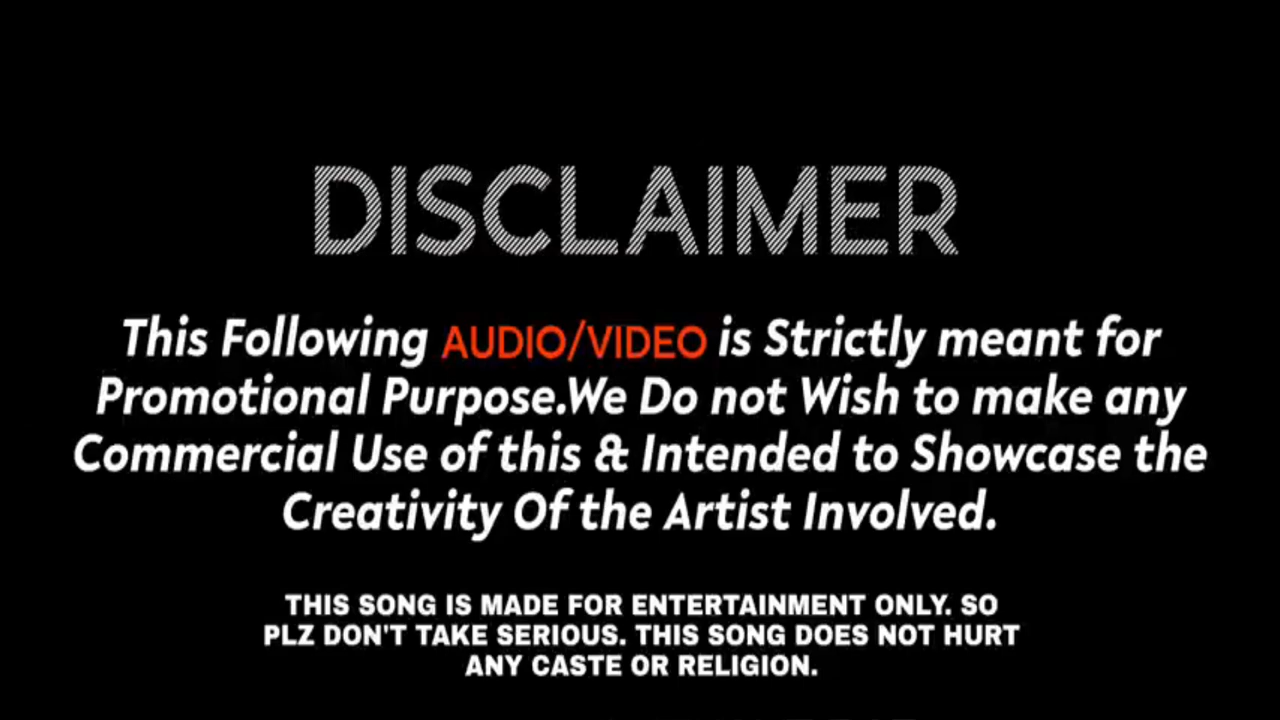 DISCLAIMER
This Following AUDIO/VIDEO is Strictly meant for
Promotional Purpose.We Do not Wish to make any
Commercial Use of this & Intended to Showcase the
Creativity Of the Artist Involved.
THIS SONG IS MADE FOR ENTERTAINMENT ONLY. SO
PLZ DON'T TAKE SERIOUS. THIS SONG DOES NOT HURT
ANY CASTE OR RELIGION.